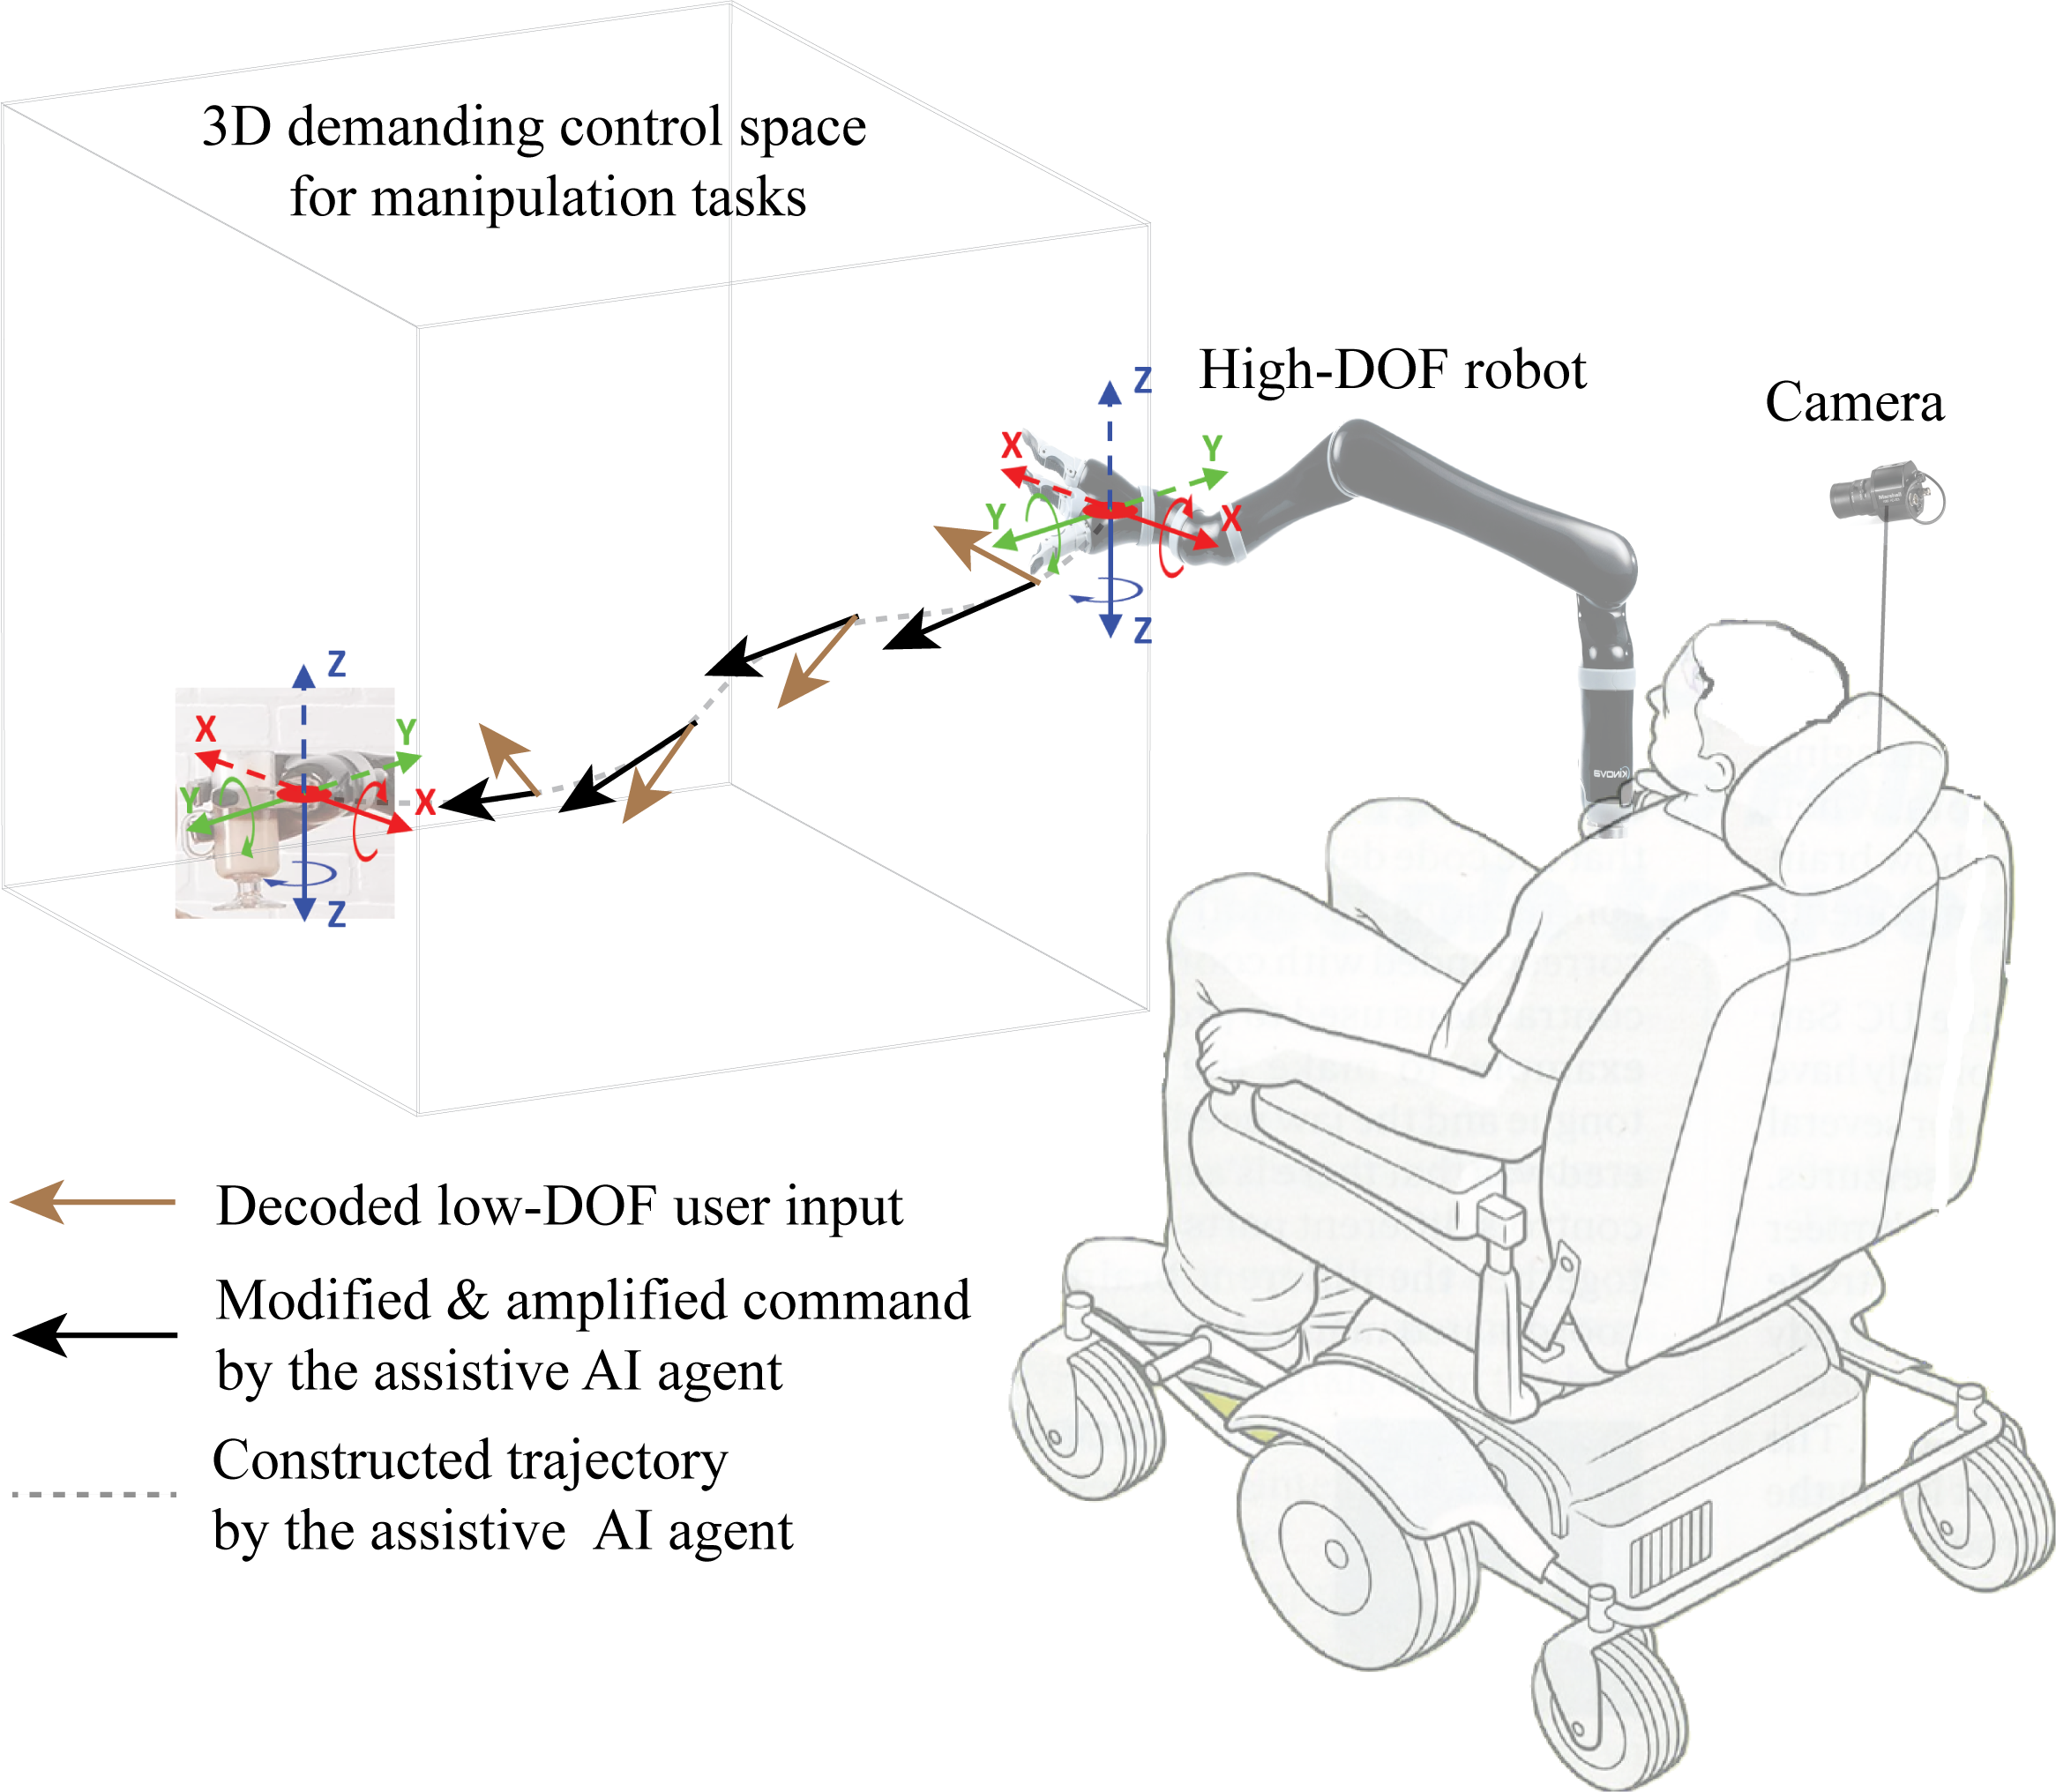 3D demanding control space
for manipulation tasks
High-DOF robot
Camera
Z
X
Y
Y
X
Z
Z
X
Y
Y
X
Z
KINOVA
Decoded low-DOF user input
Modified & amplified command
by the assistive AI agent
Constructed trajectory
by the assistive AI agent